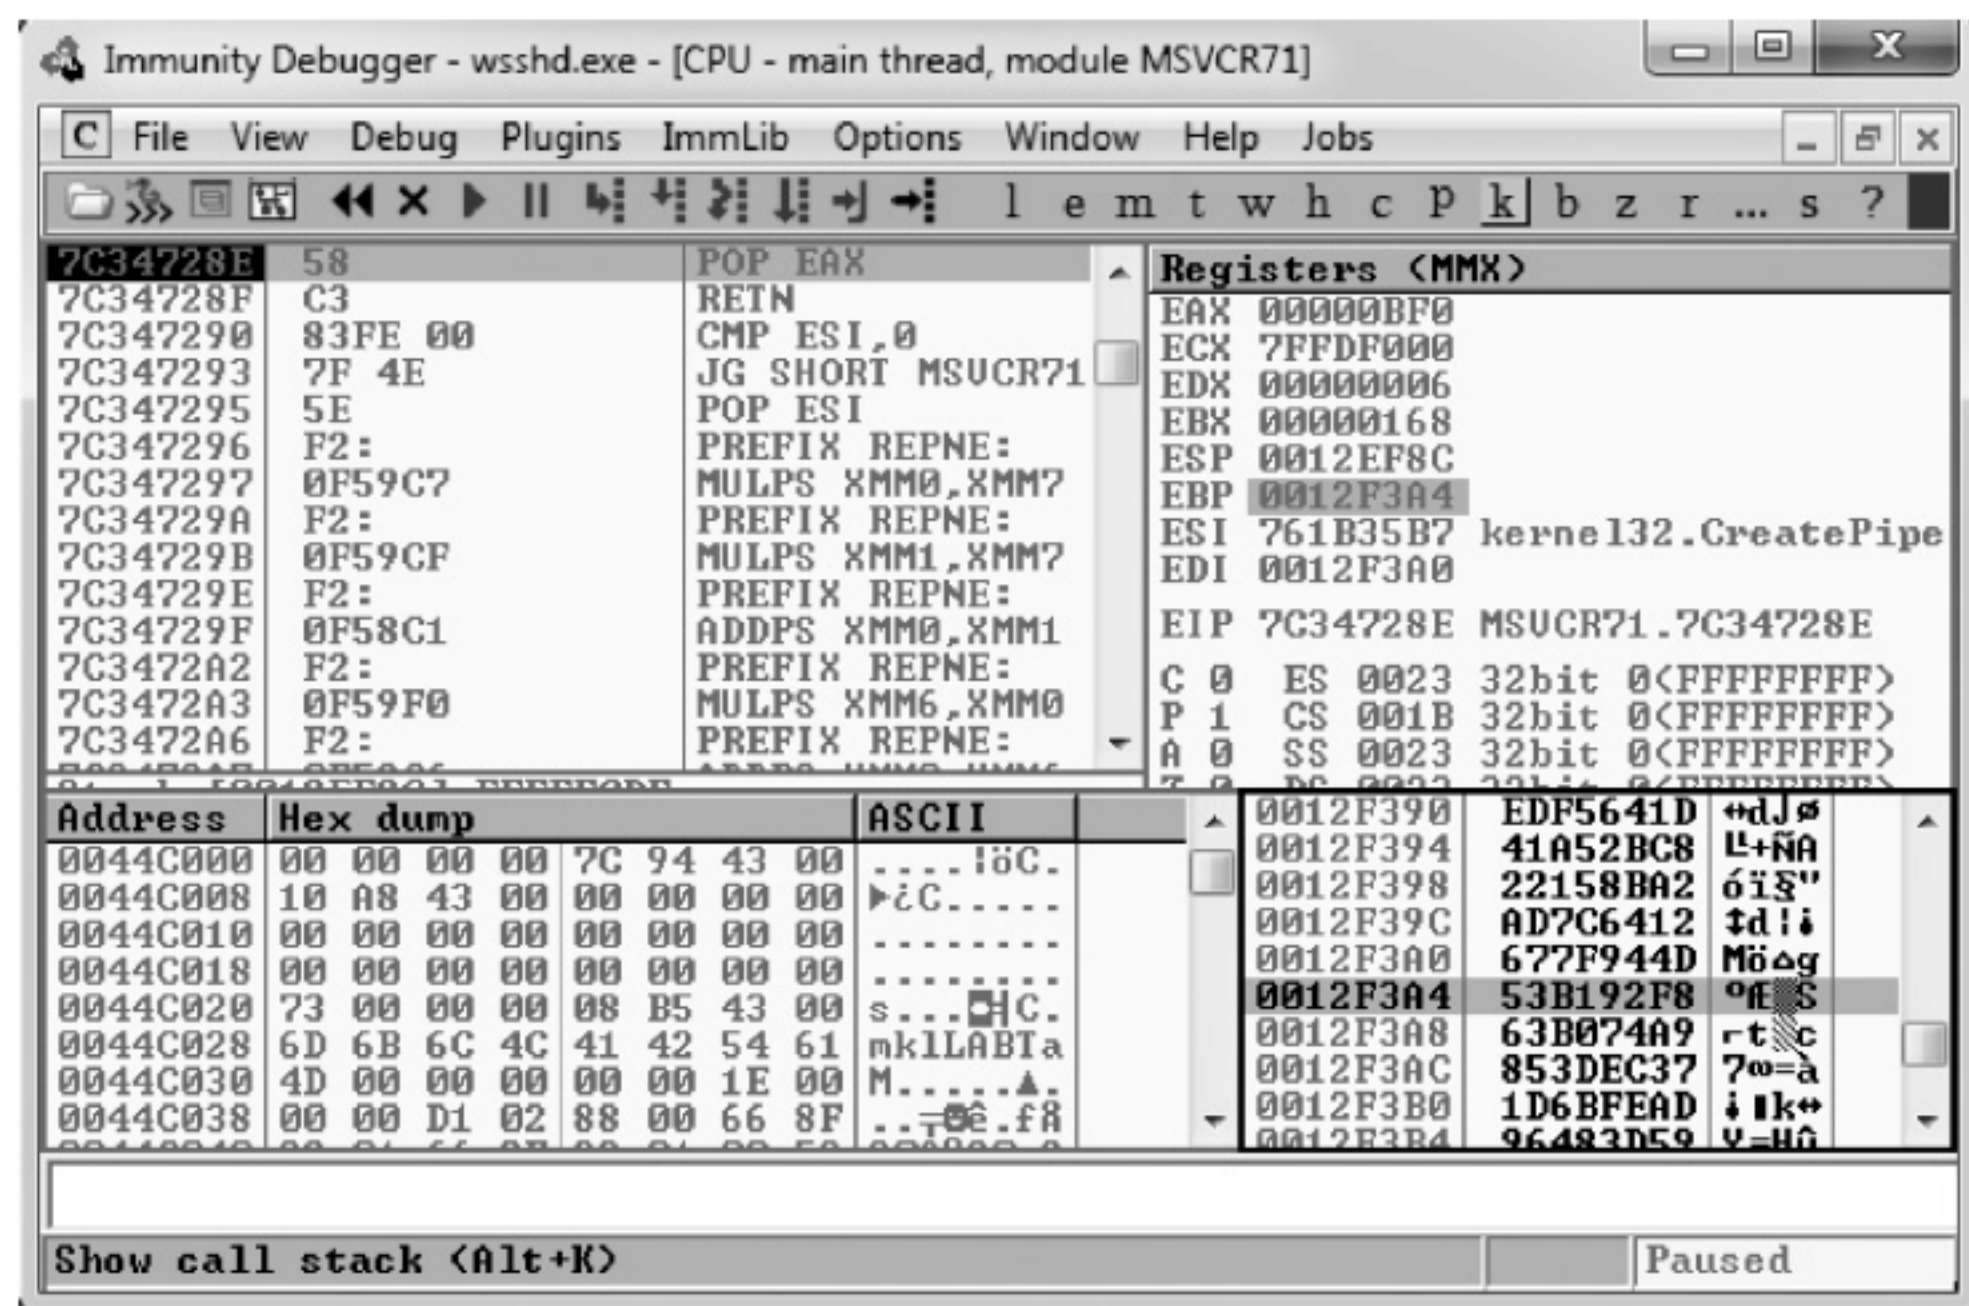 Immunity Debugger - wsshd.exe - [CPU - main thread, module MSVCR71]
C File View Debug Plugins ImmLib Options Window Help Jobs
l e m t w h c P k b z r ... s ?
7C34728E 58 POP EAX
7C34728F C3 RETN
7C347290 83FE 00 CMP ESI,0
7C347293 7F 4E JG SHORT MSVCR71
7C347295 5E POP ESI
7C347296 F2: PREFIX REPNE:
7C347297 0F59C7 MULPS XMM0,XMM7
7C34729A F2: PREFIX REPNE:
7C34729B 0F59CF MULPS XMM1,XMM7
7C34729E F2: PREFIX REPNE:
7C34729F 0F58C1 ADDPS XMM0,XMM1
7C3472A2 F2: PREFIX REPNE:
7C3472A3 0F59F0 MULPS XMM6,XMM0
7C3472A6 F2: PREFIX REPNE:
Registers (MMX)
EAX 00000BF0
ECX 7FFDF000
EDX 00000006
EBX 00000168
ESP 0012EF8C
EBP 0012F3A4
ESI 761B35B7 kernel32.CreatePipe
EDI 0012F3A0
EIP 7C34728E MSVCR71.7C34728E
C 0 ES 0023 32bit 0(FFFFFFFF)
P 1 CS 001B 32bit 0(FFFFFFFF)
A 0 SS 0023 32bit 0(FFFFFFFF)
Address Hex dump ASCII
0044C000 00 00 00 00 7C 94 43 00 ....¦öC.
0044C008 10 A8 43 00 00 00 00 00 ►¿C.....
0044C010 00 00 00 00 00 00 00 00 ........
0044C018 00 00 00 00 00 00 00 00 ........
0044C020 73 00 00 00 08 B5 43 00 s...◘╡C.
0044C028 6D 6B 6C 4C 41 42 54 61 mklLABTa
0044C030 4D 00 00 00 00 00 1E 00 M.....▲.
0044C038 00 00 D1 02 88 00 66 8F ..╤☻ê.fÅ
0012F390 EDF5641D ↔d⌡ø
0012F394 41A52BC8 ╚+ÑA
0012F398 22158BA2 óï§"
0012F39C AD7C6412 ↕d¦¡
0012F3A0 677F944D Mö⌂g
0012F3A4 53B192F8 °Æ▒S
0012F3A8 63B074A9 ⌐t░c
0012F3AC 853DEC37 7∞=à
0012F3B0 1D6BFEAD ¡■k↔
0012F3B4 96483D59 Y=Hû
Show call stack (Alt+K) Paused